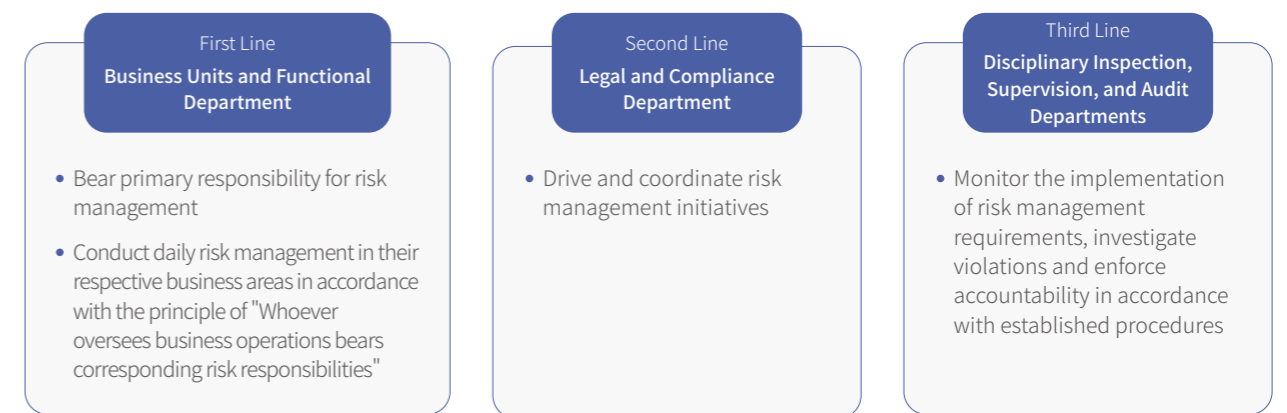 First Line
Business Units and Functional
Department
• Bear primary responsibility for risk
management
• Conduct daily risk management in their
respective business areas in accordance
with the principle of "Whoever
oversees business operations bears
corresponding risk responsibilities"
Second Line
Legal and Compliance
Department
• Drive and coordinate risk
management initiatives
Third Line
Disciplinary Inspection,
Supervision, and Audit
Departments
• Monitor the implementation
of risk management
requirements, investigate
violations and enforce
accountability in accordance
with established procedures